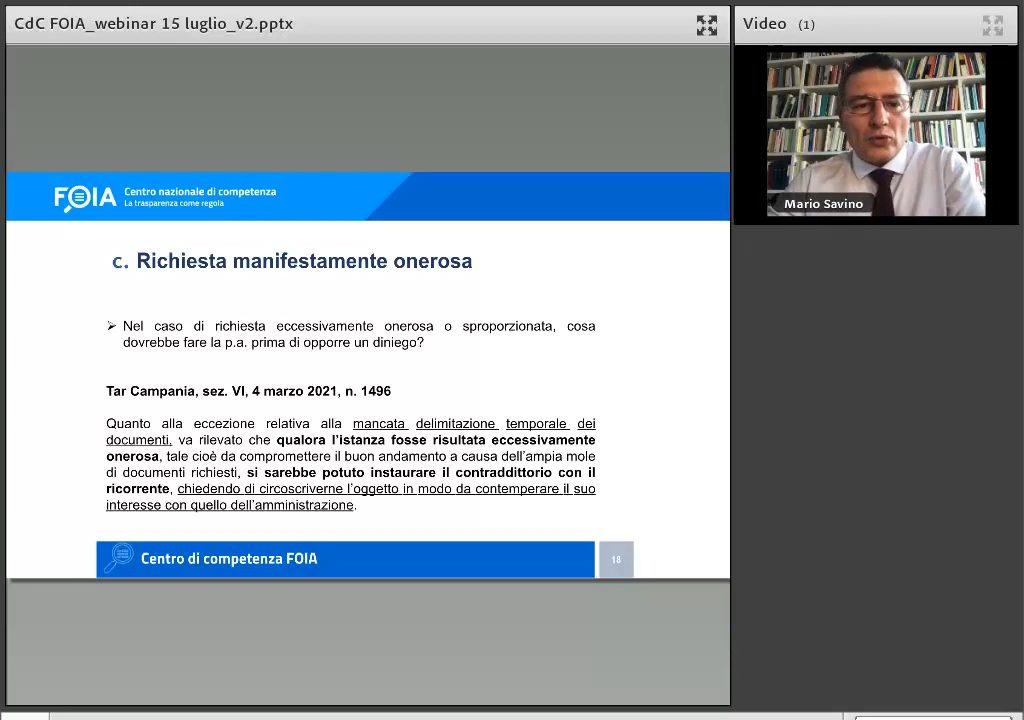 CdC FOIA_webinar 15 luglio_v2.pptx
Video (1)
Mario Savino
FOIA Centro nazionale di competenza
La trasparenza come regola
c. Richiesta manifestamente onerosa
➢ Nel caso di richiesta eccessivamente onerosa o sproporzionata, cosa
dovrebbe fare la p.a. prima di opporre un diniego?
Tar Campania, sez. VI, 4 marzo 2021, n. 1496
Quanto alla eccezione relativa alla mancata delimitazione temporale dei
documenti, va rilevato che qualora l'istanza fosse risultata eccessivamente
onerosa, tale cioè da compromettere il buon andamento a causa dell'ampia mole
di documenti richiesti, si sarebbe potuto instaurare il contraddittorio con il
ricorrente, chiedendo di circoscriverne l'oggetto in modo da contemperare il suo
interesse con quello dell'amministrazione.
Centro di competenza FOIA
18